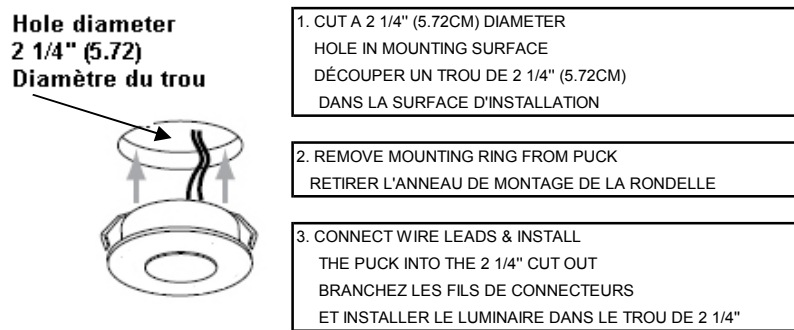 Hole diameter
2 1/4" (5.72)
Diamètre du trou
1. CUT A 2 1/4" (5.72CM) DIAMETER
HOLE IN MOUNTING SURFACE
DÉCOUPER UN TROU DE 2 1/4" (5.72CM)
DANS LA SURFACE D'INSTALLATION
2. REMOVE MOUNTING RING FROM PUCK
RETIRER L'ANNEAU DE MONTAGE DE LA RONDELLE
3. CONNECT WIRE LEADS & INSTALL
THE PUCK INTO THE 2 1/4" CUT OUT
BRANCHEZ LES FILS DE CONNECTEURS
ET INSTALLER LE LUMINAIRE DANS LE TROU DE 2 1/4"